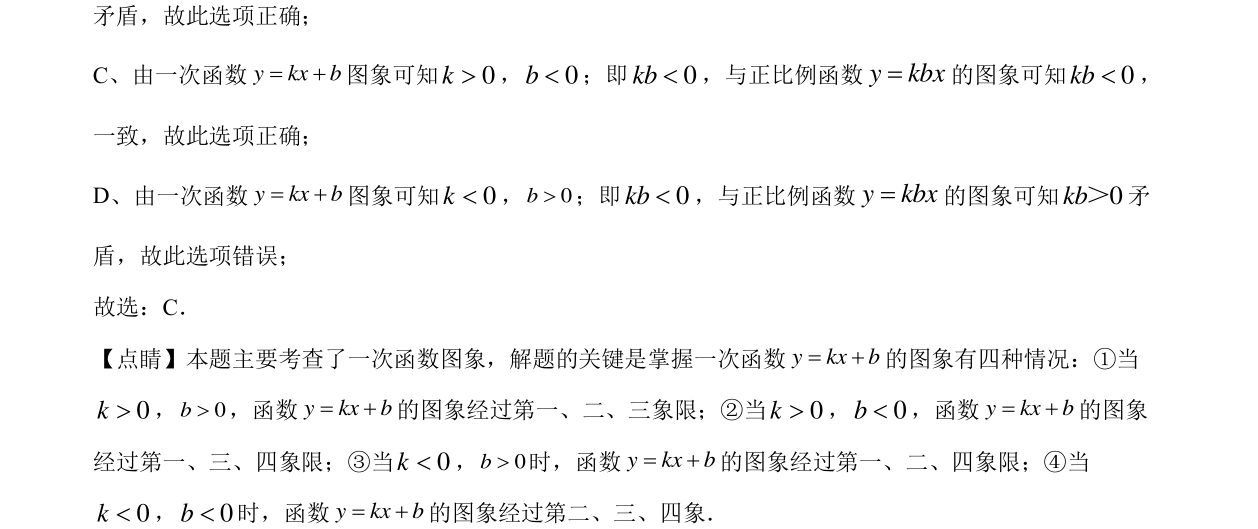 矛盾，故此选项正确；
C、由一次函数 y = kx + b 图象可知 k > 0，b < 0；即 kb < 0，与正比例函数 y = kbx 的图象可知 kb < 0，
一致，故此选项正确；
D、由一次函数 y = kx + b 图象可知 k < 0，b > 0；即 kb < 0，与正比例函数 y = kbx 的图象可知 kb＞0 矛
盾，故此选项错误；
故选：C．
【点睛】本题主要考查了一次函数图象，解题的关键是掌握一次函数 y = kx + b 的图象有四种情况：①当
k > 0，b > 0，函数 y = kx + b 的图象经过第一、二、三象限；②当 k > 0，b < 0，函数 y = kx + b 的图象
经过第一、三、四象限；③当 k < 0，b > 0 时，函数 y = kx + b 的图象经过第一、二、四象限；④当
k < 0，b < 0 时，函数 y = kx + b 的图象经过第二、三、四象．